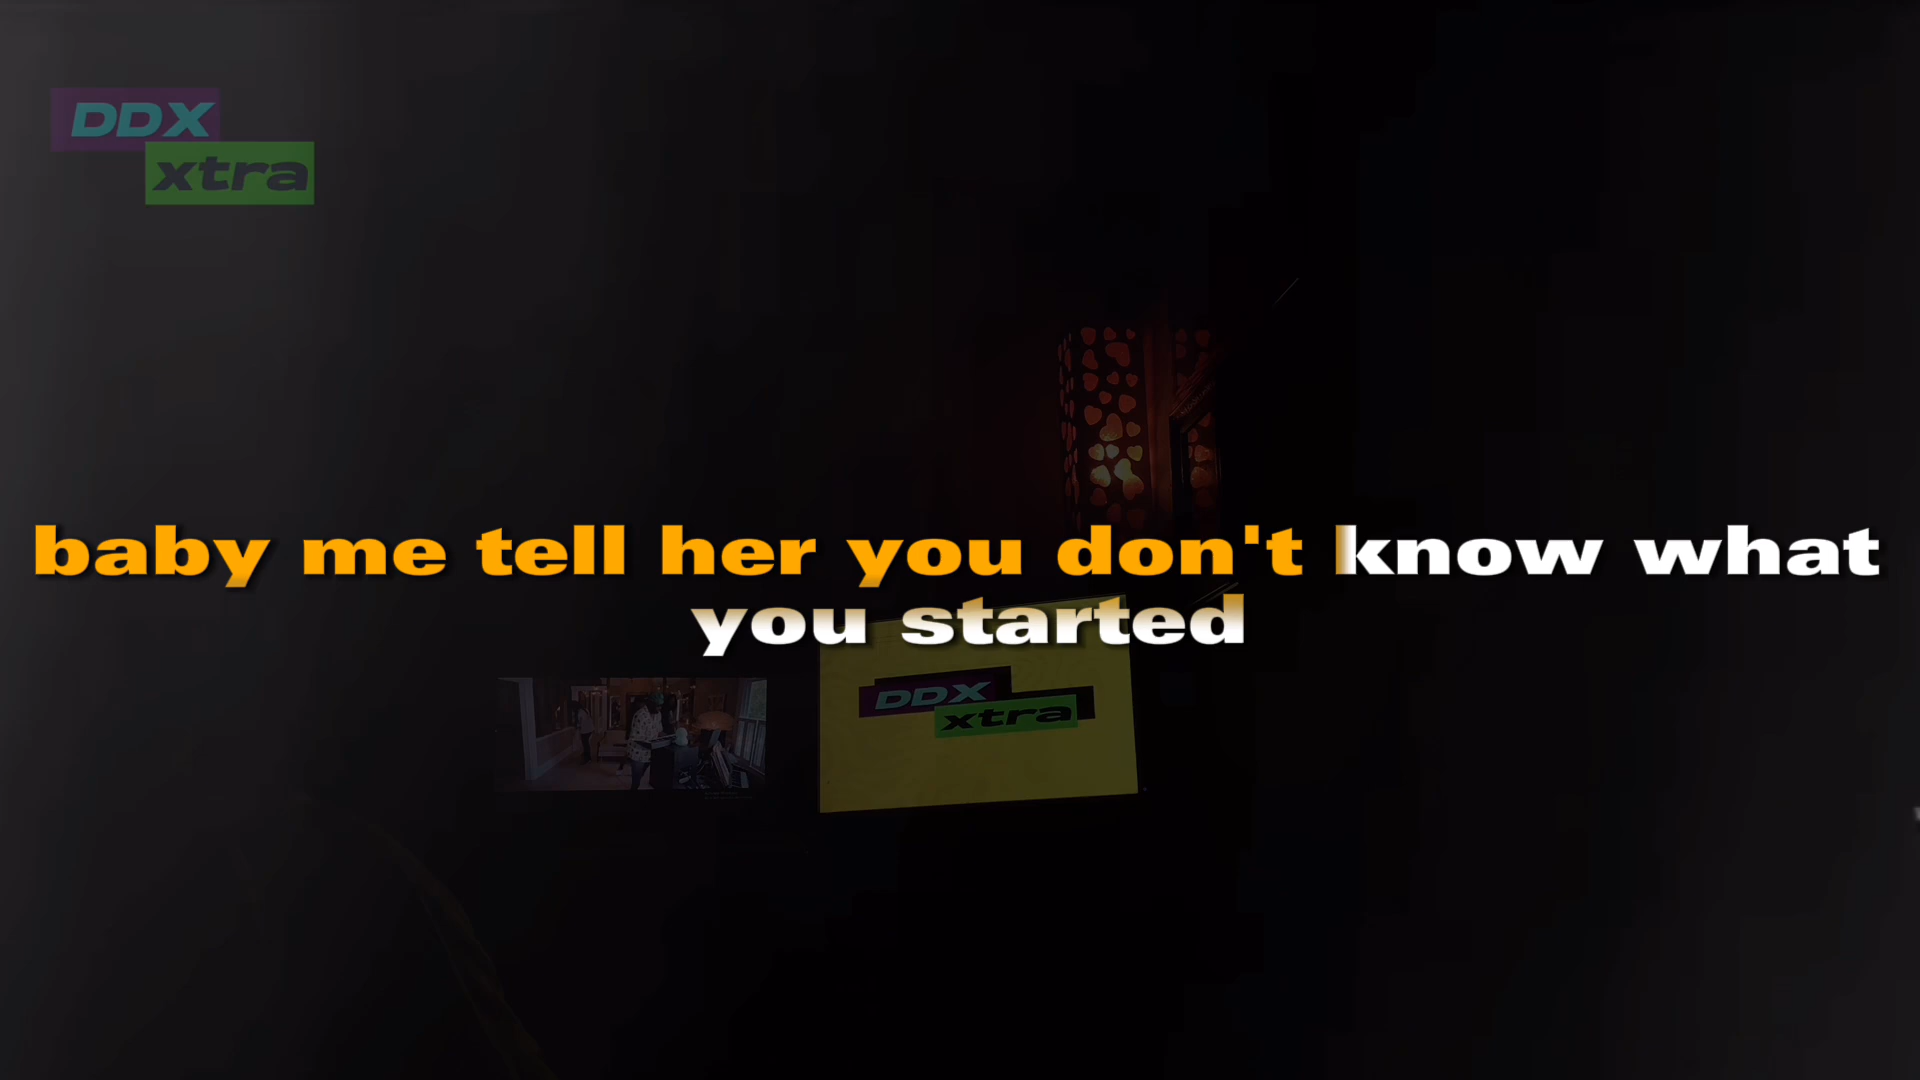 DDX
xtra
baby me tell her you don't know what
you started
DDX
xtra